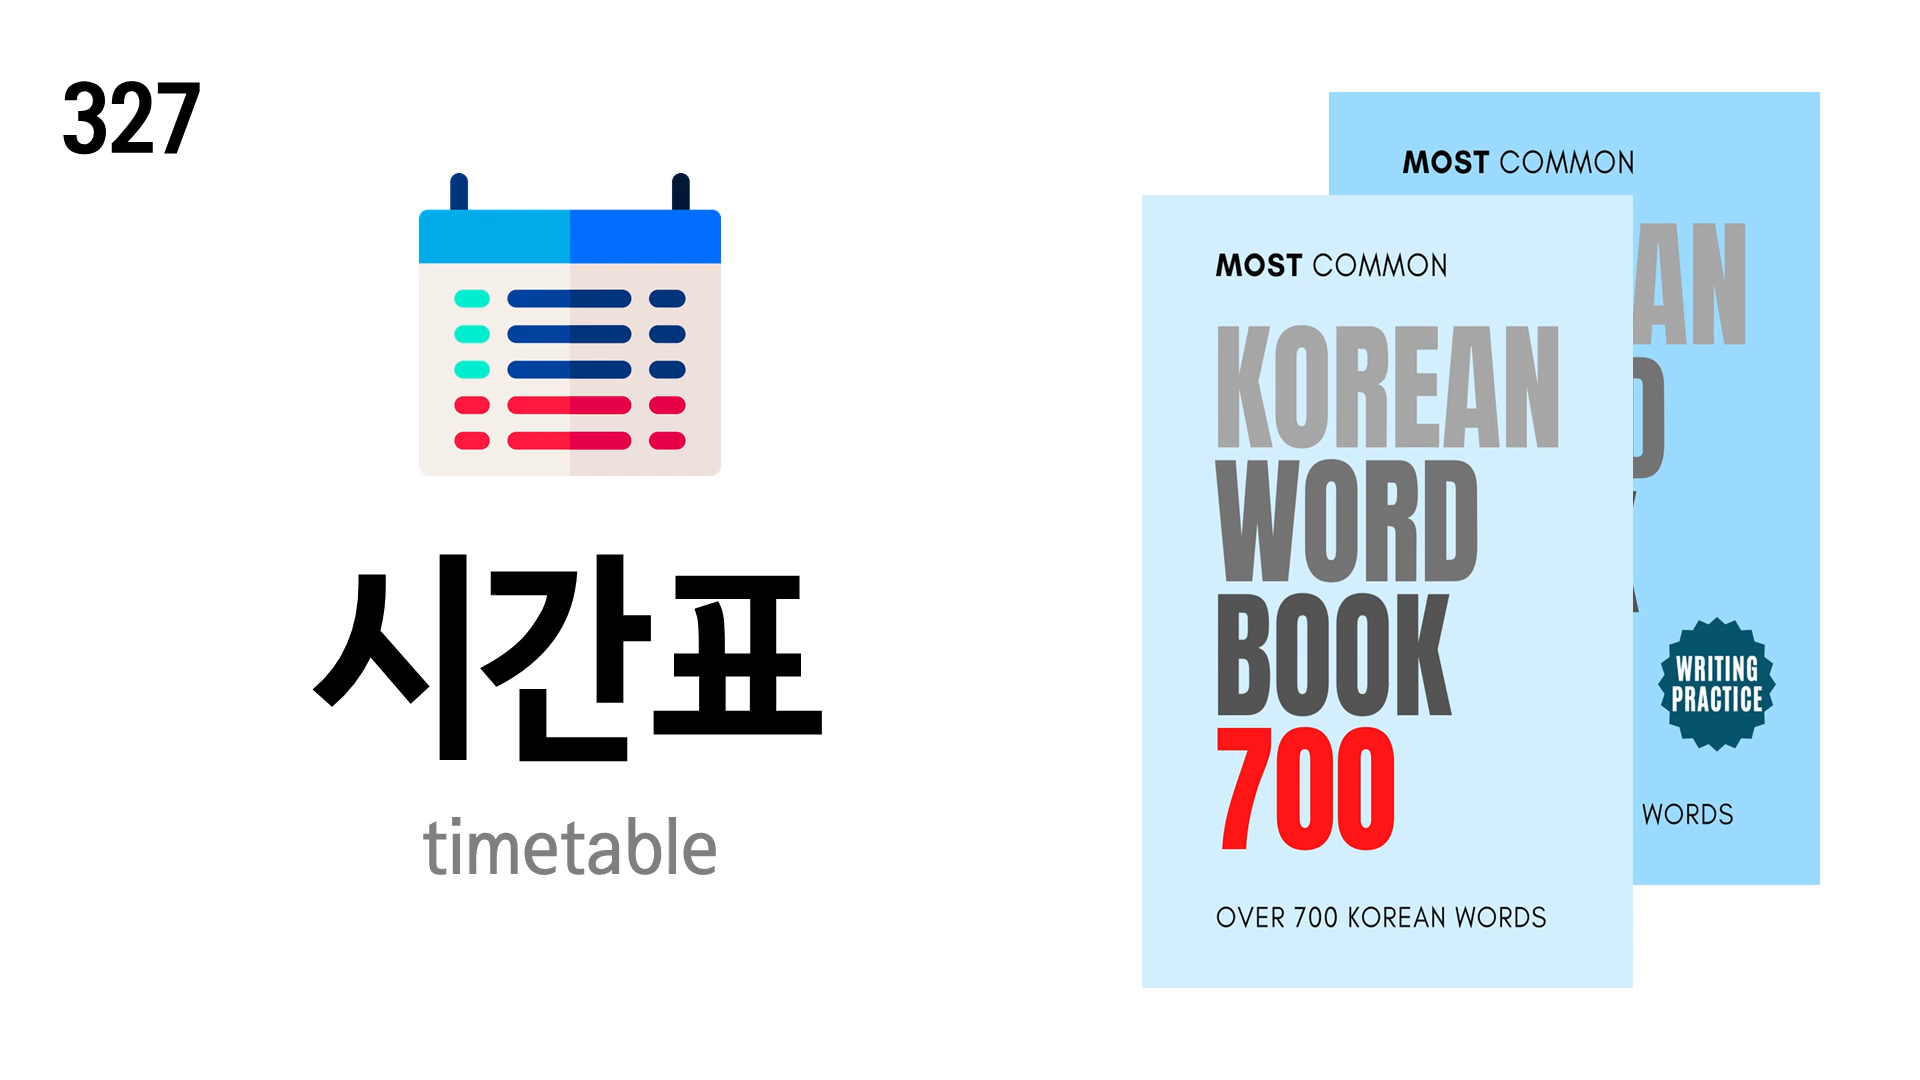 327
시간표
timetable
MOST COMMON
KOREAN
WORD
BOOK
700
OVER 700 KOREAN WORDS
MOST COMMON
AN
D
WRITING
PRACTICE
WORDS